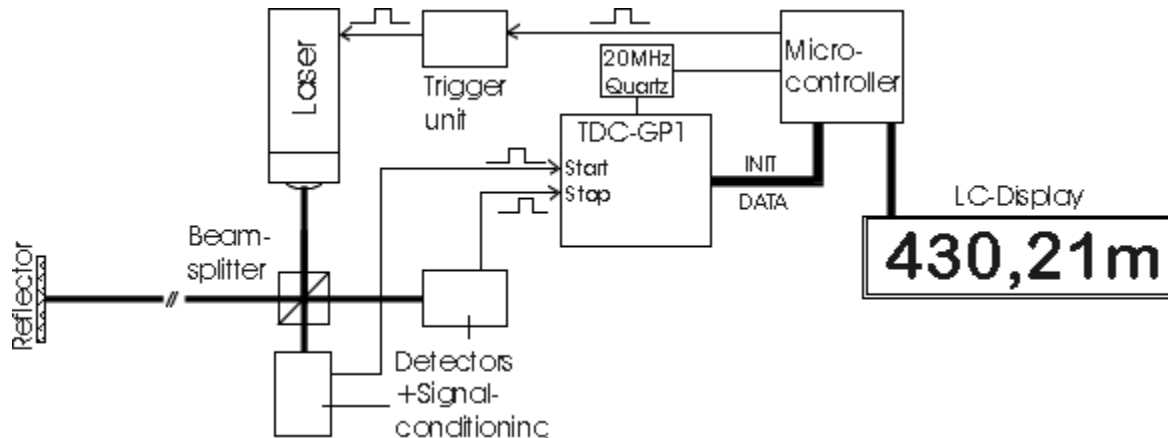 Laser
Trigger
unit
20MHz
Quartz
Micro-
controller
TDC-GP1
Start
Stop
INIT
DATA
LC-Display
430,21m
Beam-
splitter
Reflector
Detectors
+Signal-
conditioning